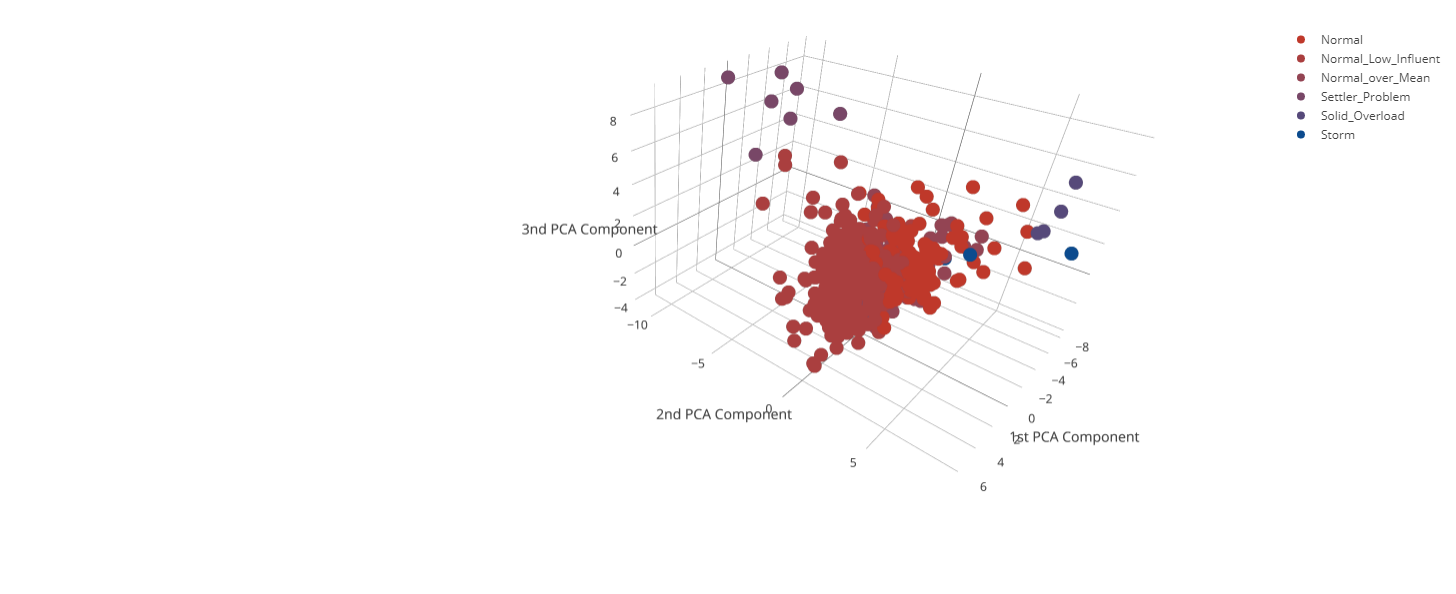 Normal
Normal_Low_Influent
Normal_over_Mean
Settler_Problem
Solid_Overload
Storm
8
6
4
2
0
−2
−4
3nd PCA Component
−10
−5
0
5
2nd PCA Component
−8
−6
−4
−2
0
2
4
6
1st PCA Component